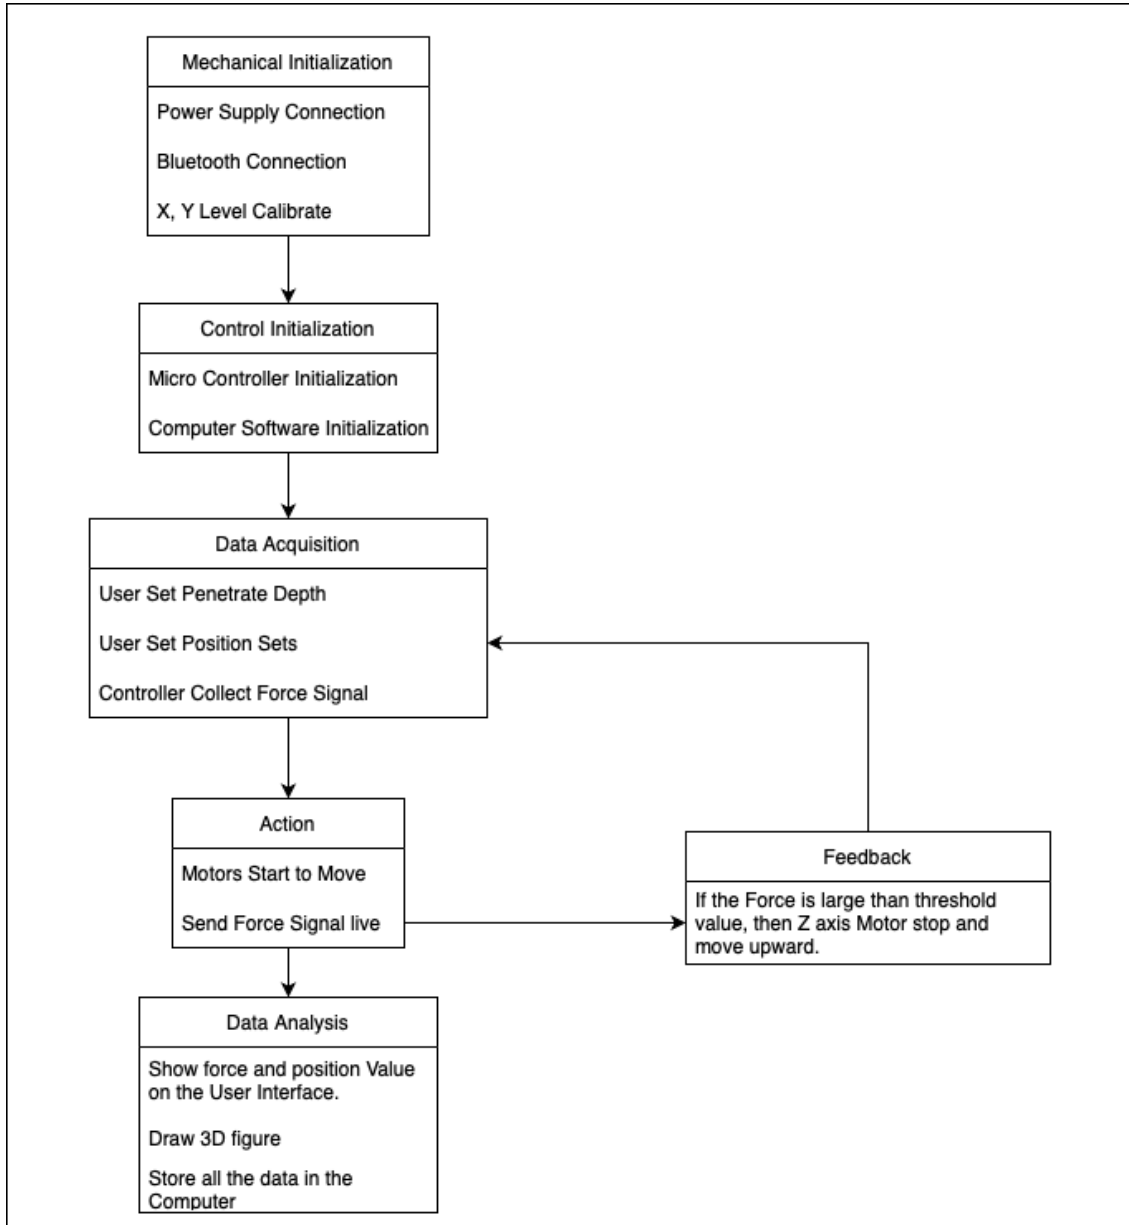 Mechanical Initialization
Power Supply Connection
Bluetooth Connection
X, Y Level Calibrate
Control Initialization
Micro Controller Initialization
Computer Software Initialization
Data Acquisition
User Set Penetrate Depth
User Set Position Sets
Controller Collect Force Signal
Action
Motors Start to Move
Send Force Signal live
Feedback
If the Force is large than threshold
value, then Z axis Motor stop and
move upward.
Data Analysis
Show force and position Value
on the User Interface.
Draw 3D figure
Store all the data in the
Computer